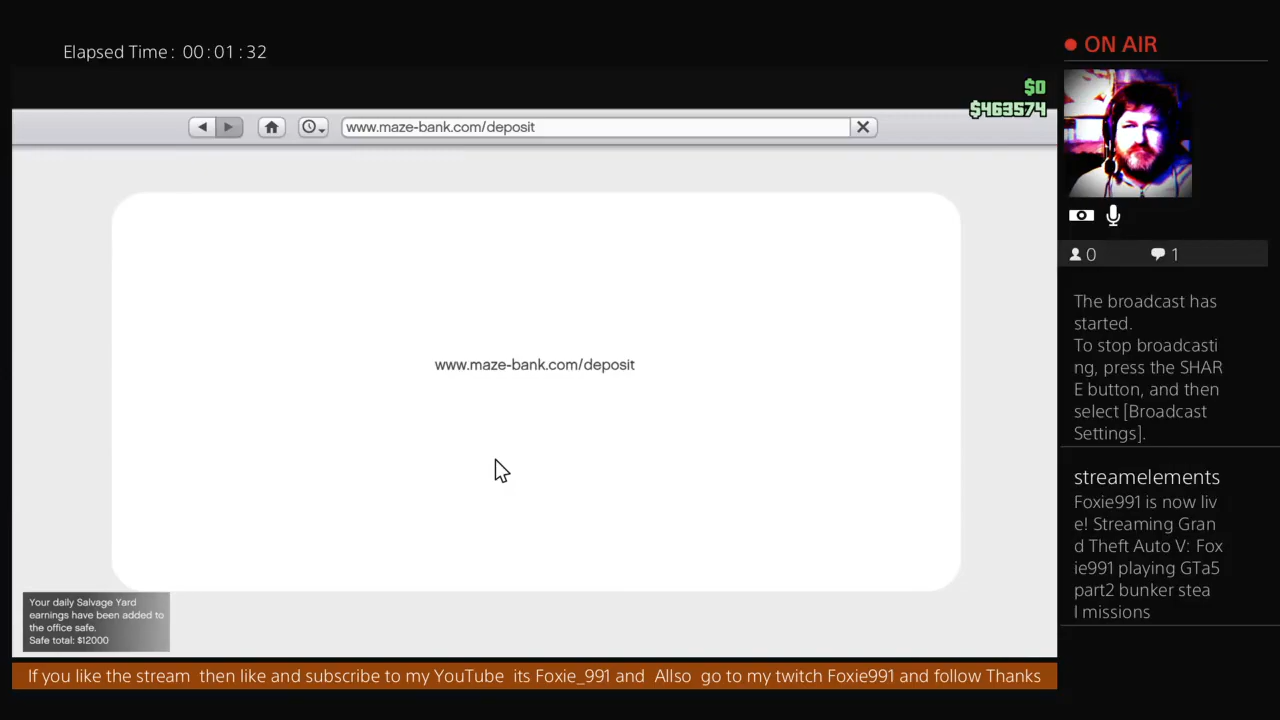 Elapsed Time: 00:01:32
ON AIR
$0
$463574
www.maze-bank.com/deposit
0 1
www.maze-bank.com/deposit
The broadcast has
started.
To stop broadcasti
ng, press the SHAR
E button, and then
select [Broadcast
Settings].
streamelements
Foxie991 is now liv
e! Streaming Gran
d Theft Auto V: Fox
ie991 playing GTa5
part2 bunker stea
l missions
Your daily Salvage Yard
earnings have been added to
the office safe.
Safe total: $12000
If you like the stream then like and subscribe to my YouTube its Foxie_991 and Allso go to my twitch Foxie991 and follow Thanks